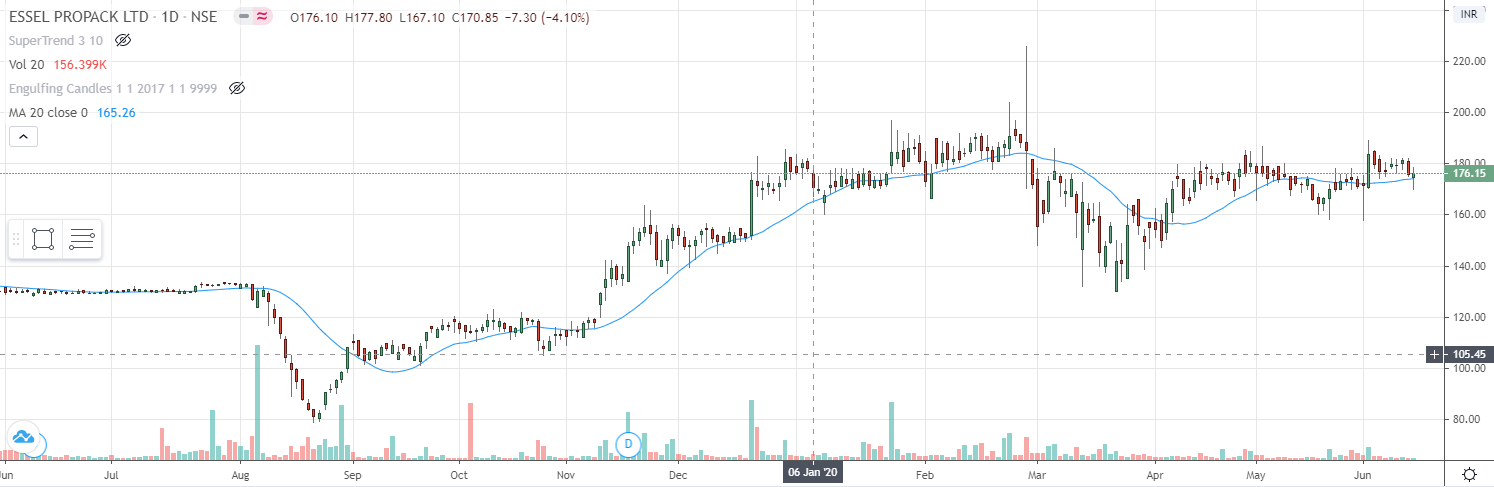 ESSEL PROPACK LTD · 1D · NSE O176.10 H177.80 L167.10 C170.85 −7.30 (−4.10%)
INR
SuperTrend 3 10
Vol 20 156.399K
Engulfing Candles 1 1 2017 1 1 9999
MA 20 close 0 165.26
220.00
200.00
180.00
176.15
160.00
140.00
120.00
105.45
100.00
80.00
D
Jun Jul Aug Sep Oct Nov Dec 06 Jan '20 Feb Mar Apr May Jun